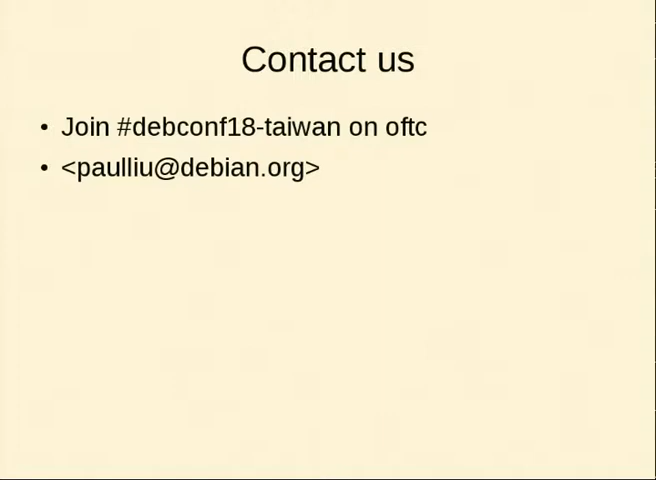 Contact us
• Join #debconf18-taiwan on oftc
• <paulliu@debian.org>